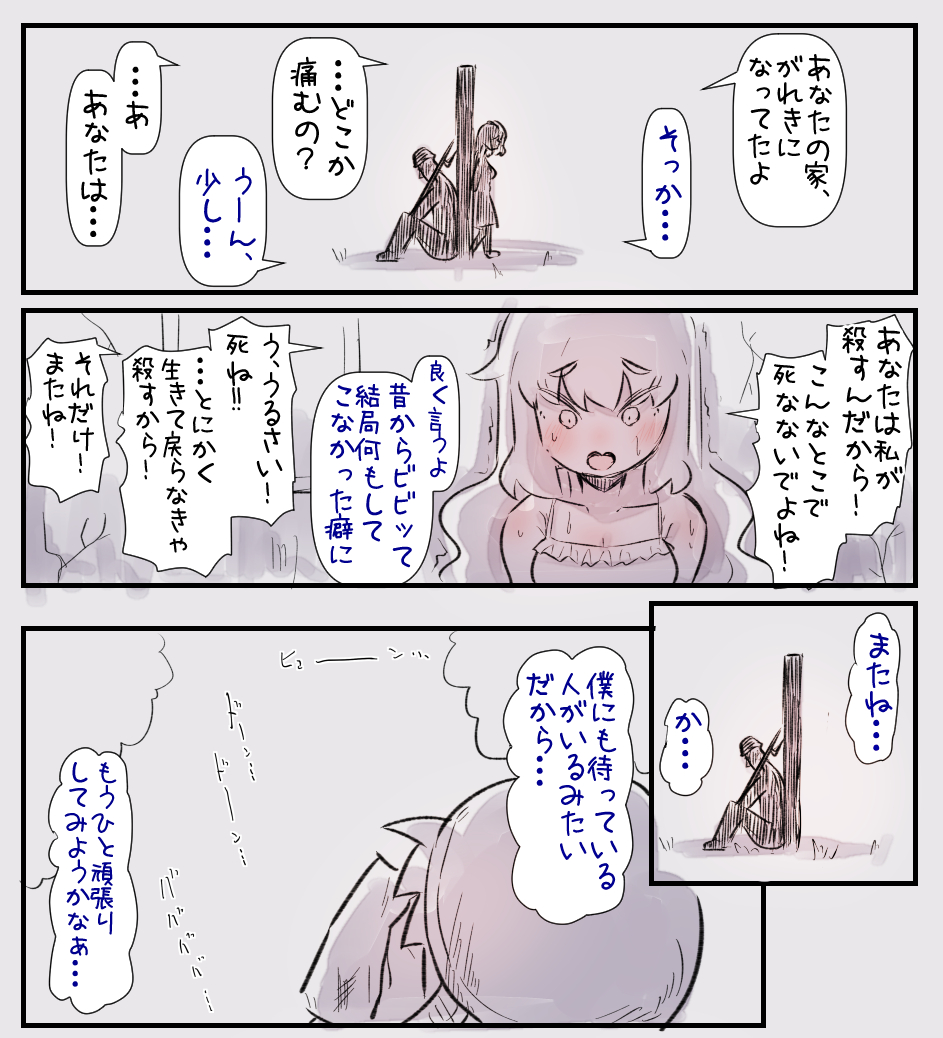 あなたの家、
がれきに
なってたよ
そっか・・・
・・・どこか
痛むの？
うーん、
少し・・・
・・・あ
あなたは・・・
あなたは私が
殺すんだから！
こんなとこで
死なないでよね！
良く言うよ
昔からビビッて
結局何もして
こなかった癖に
う、うるさい！
死ね!!
・・・とにかく
生きて戻らなきゃ
殺すから！
それだけ！
またね！
またね・・・
か・・・
僕にも待っている
人がいるみたい
だから・・・
ヒュ――ン・・・
ドーン・・・
ドーン・・・
バババババ・・・
もうひと頑張り
してみようかなぁ・・・